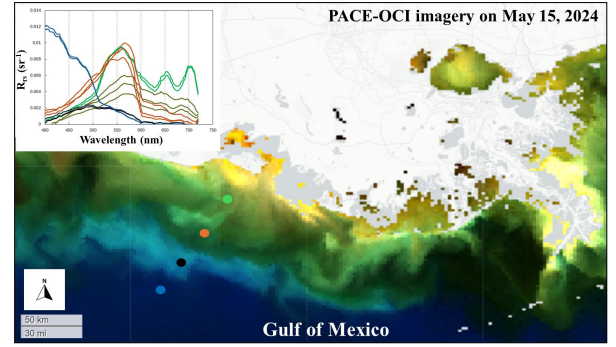 PACE-OCI imagery on May 15, 2024
0.014
0.012
0.01
0.008
0.006
0.004
0.002
0
Rrs (sr-1)
400 450 500 550 600 650 700 750
Wavelength (nm)
N
50 km
30 mi
Gulf of Mexico